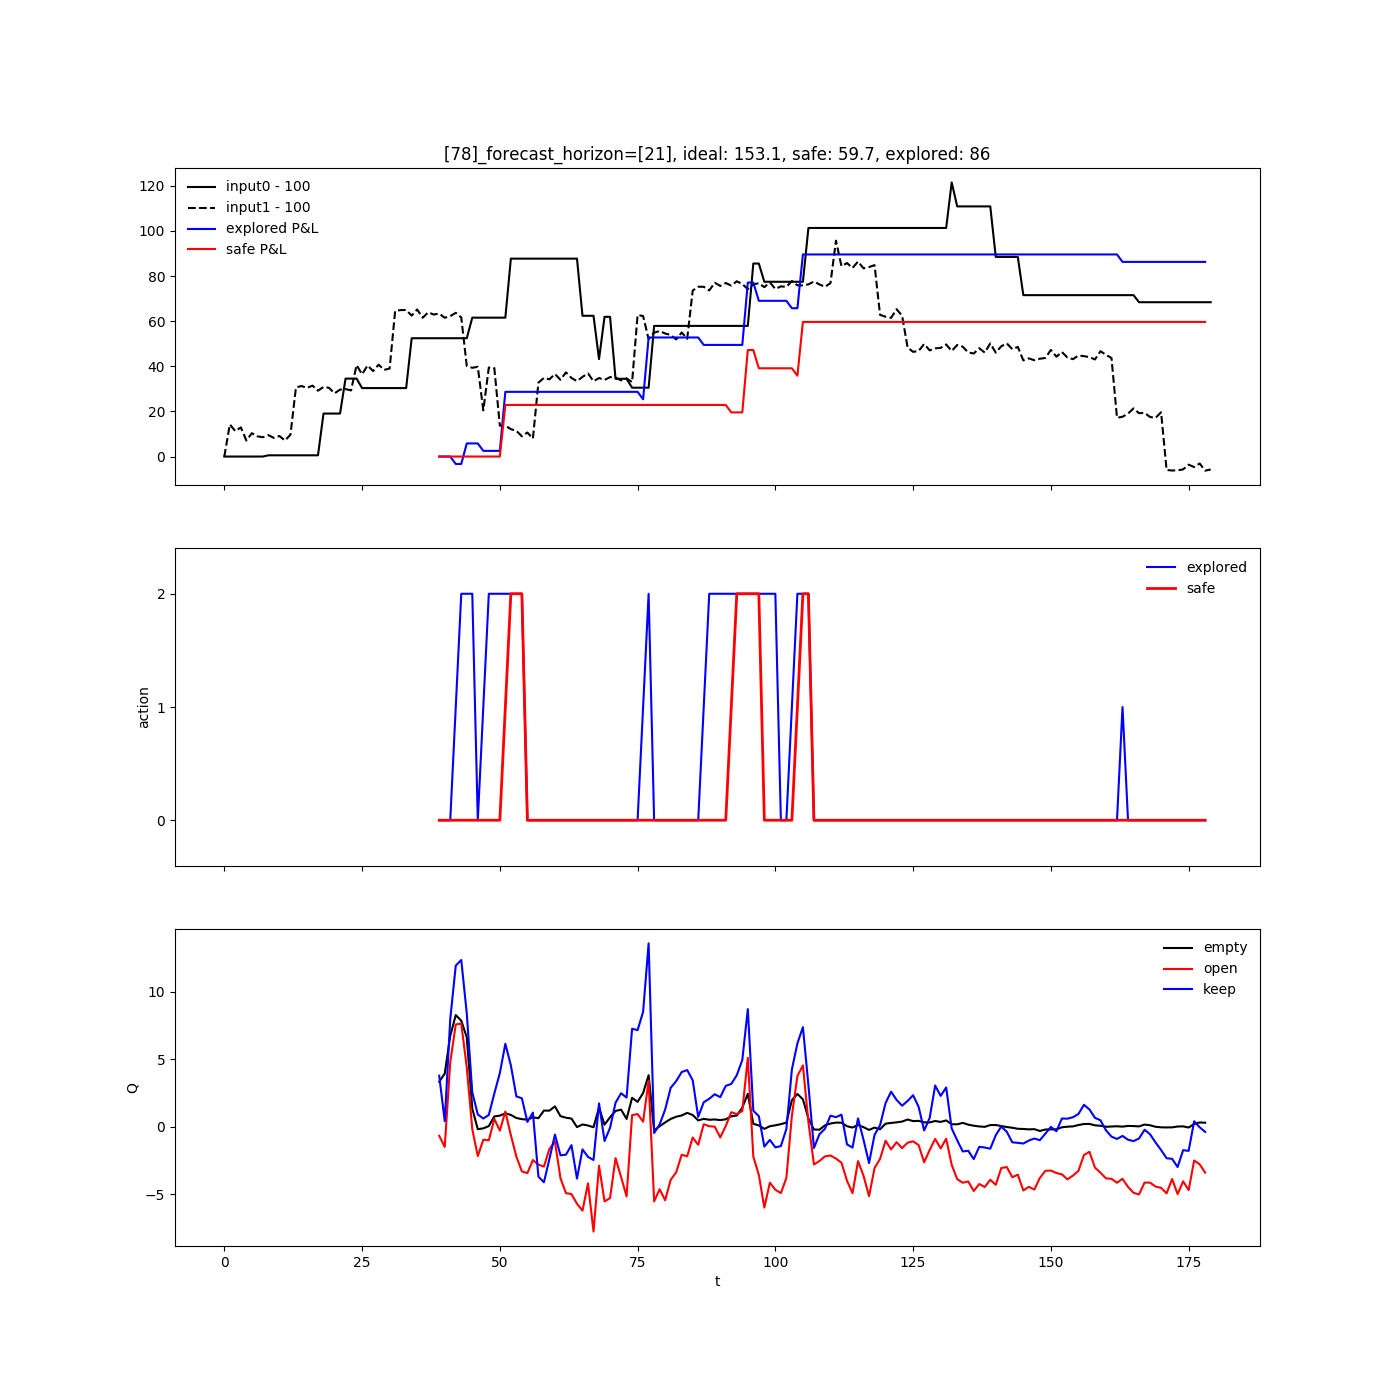 [78]_forecast_horizon=[21], ideal: 153.1, safe: 59.7, explored: 86
120
100
80
60
40
20
0
input0 - 100
input1 - 100
explored P&L
safe P&L
2
1
0
action
explored
safe
10
5
0
−5
Q
empty
open
keep
0 25 50 75 100 125 150 175
t